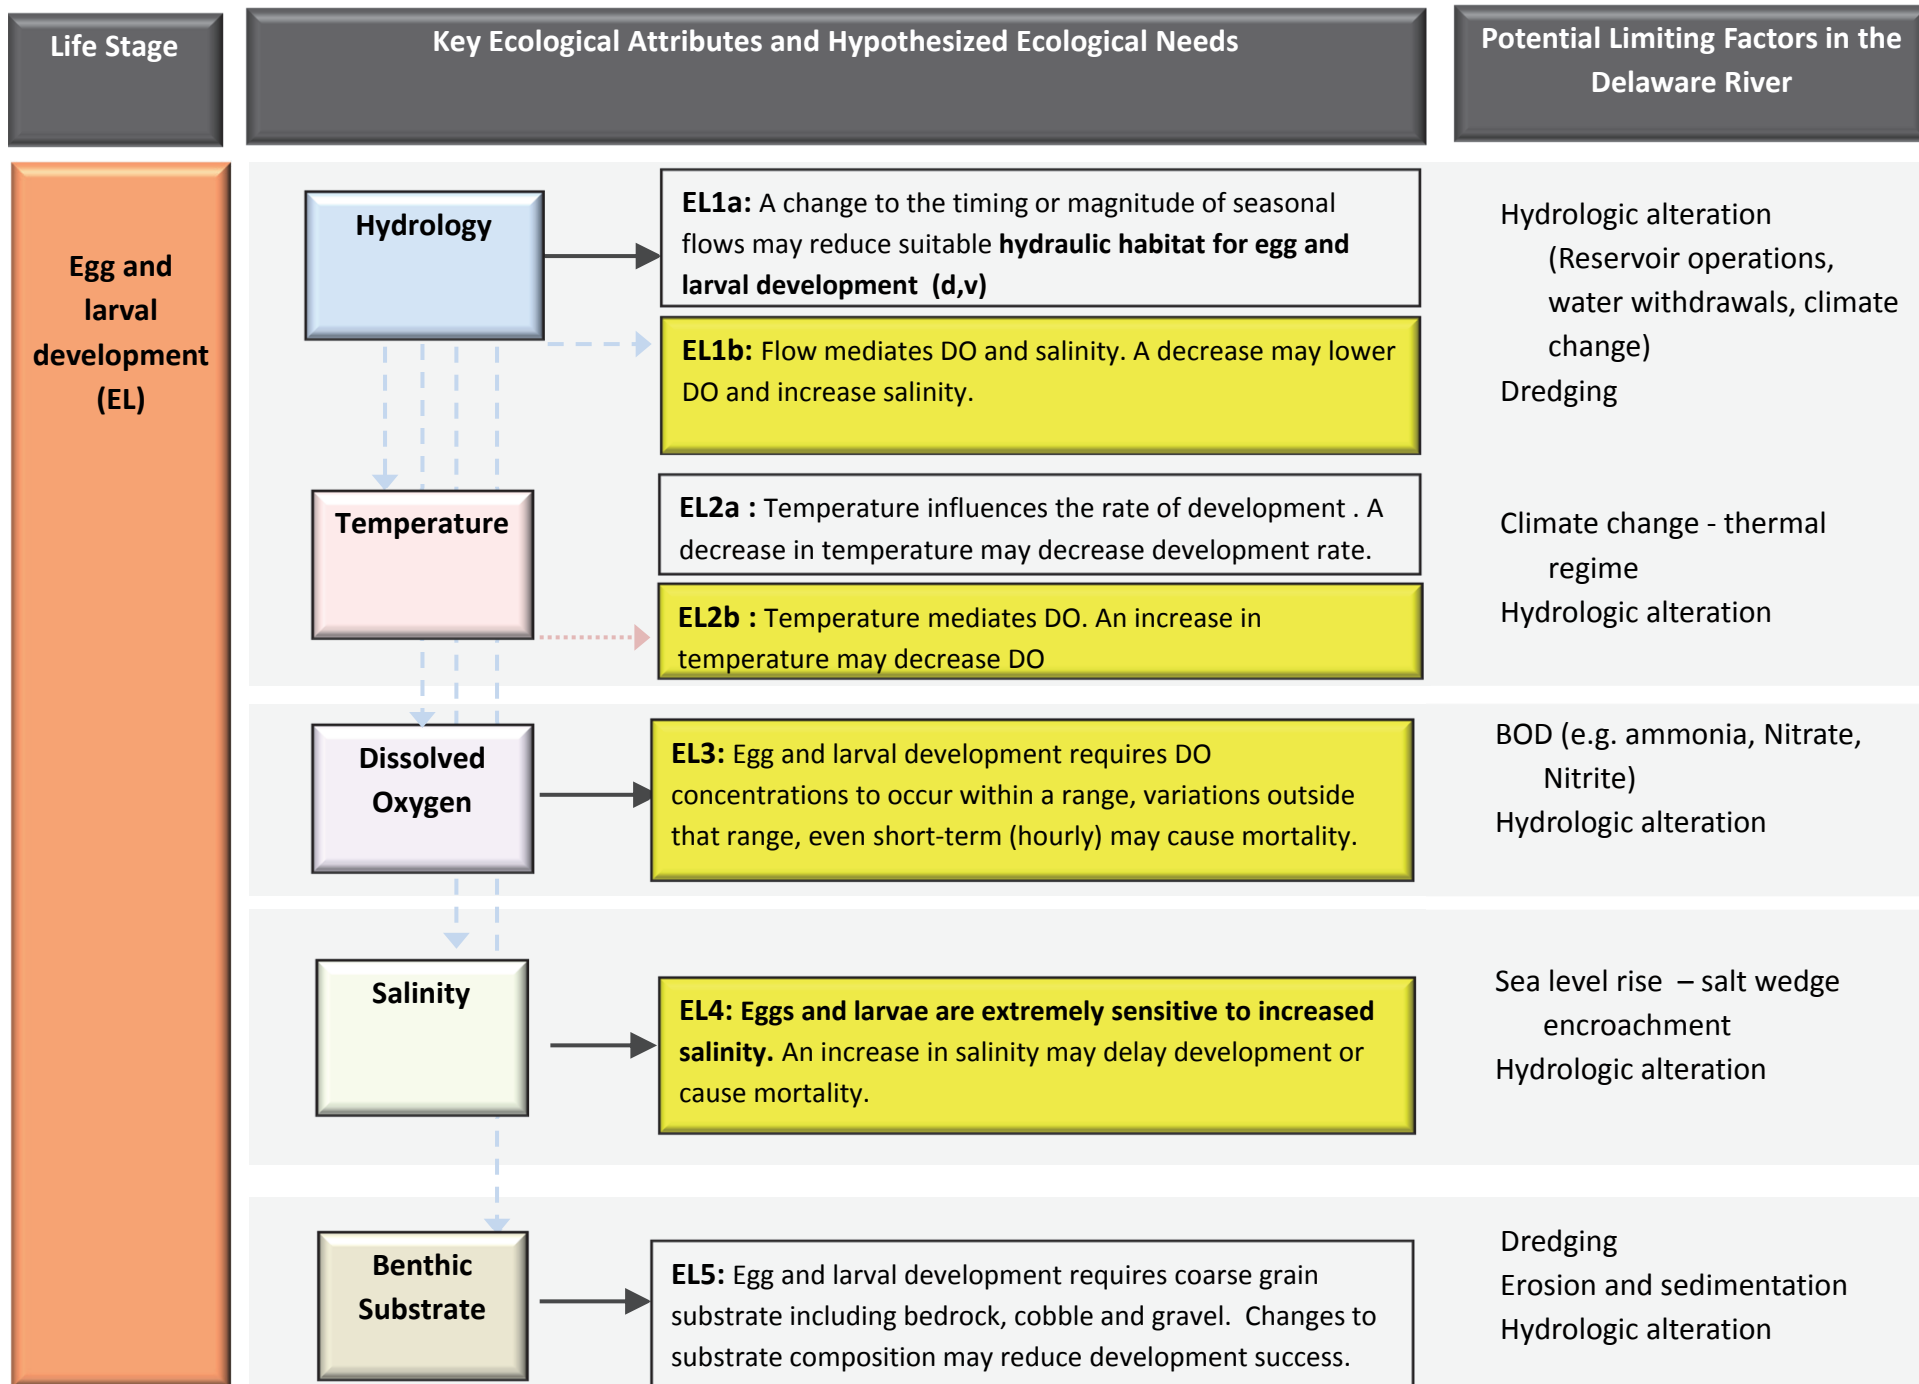 Life Stage
Key Ecological Attributes and Hypothesized Ecological Needs
Potential Limiting Factors in the
Delaware River
Egg and
larval
development
(EL)
Hydrology
EL1a: A change to the timing or magnitude of seasonal
flows may reduce suitable hydraulic habitat for egg and
larval development (d,v)
EL1b: Flow mediates DO and salinity. A decrease may lower
DO and increase salinity.
Hydrologic alteration
(Reservoir operations,
water withdrawals, climate
change)
Dredging
Temperature
EL2a : Temperature influences the rate of development . A
decrease in temperature may decrease development rate.
EL2b : Temperature mediates DO. An increase in
temperature may decrease DO
Climate change - thermal
regime
Hydrologic alteration
Dissolved
Oxygen
EL3: Egg and larval development requires DO
concentrations to occur within a range, variations outside
that range, even short-term (hourly) may cause mortality.
BOD (e.g. ammonia, Nitrate,
Nitrite)
Hydrologic alteration
Salinity
EL4: Eggs and larvae are extremely sensitive to increased
salinity. An increase in salinity may delay development or
cause mortality.
Sea level rise – salt wedge
encroachment
Hydrologic alteration
Benthic
Substrate
EL5: Egg and larval development requires coarse grain
substrate including bedrock, cobble and gravel. Changes to
substrate composition may reduce development success.
Dredging
Erosion and sedimentation
Hydrologic alteration